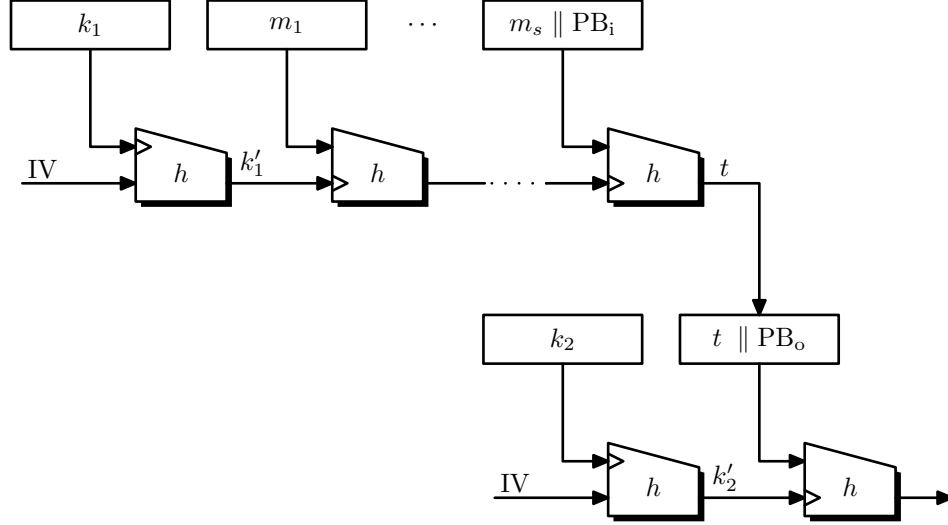 k₁ m₁ ⋯ mₛ ∥ PBᵢ
IV h k′₁ h ⋯ h t
k₂ t ∥ PBₒ
IV h k′₂ h